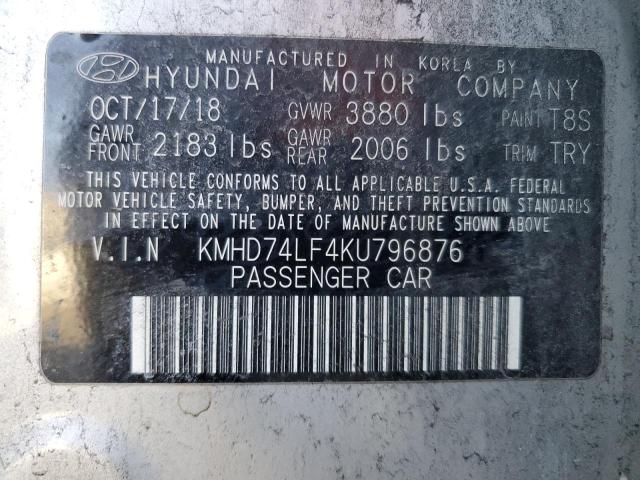 MANUFACTURED IN KORLA BY
HYUNDAI MOTOR COMPANY
OCT/17/18 GVWR 3880 lbs PAINT T8S
GAWR FRONT 2183 lbs GAWR REAR 2006 lbs TRIM TRY
THIS VEHICLE CONFORMS TO ALL APPLICABLE U.S.A. FEDERAL
MOTOR VEHICLE SAFETY, BUMPER, AND THEFT PREVENTION STANDARDS
IN EFFECT ON THE DATE OF MANUFACTURE SHOWN ABOVE
V.I.N KMHD74LF4KU796876
PASSENGER CAR